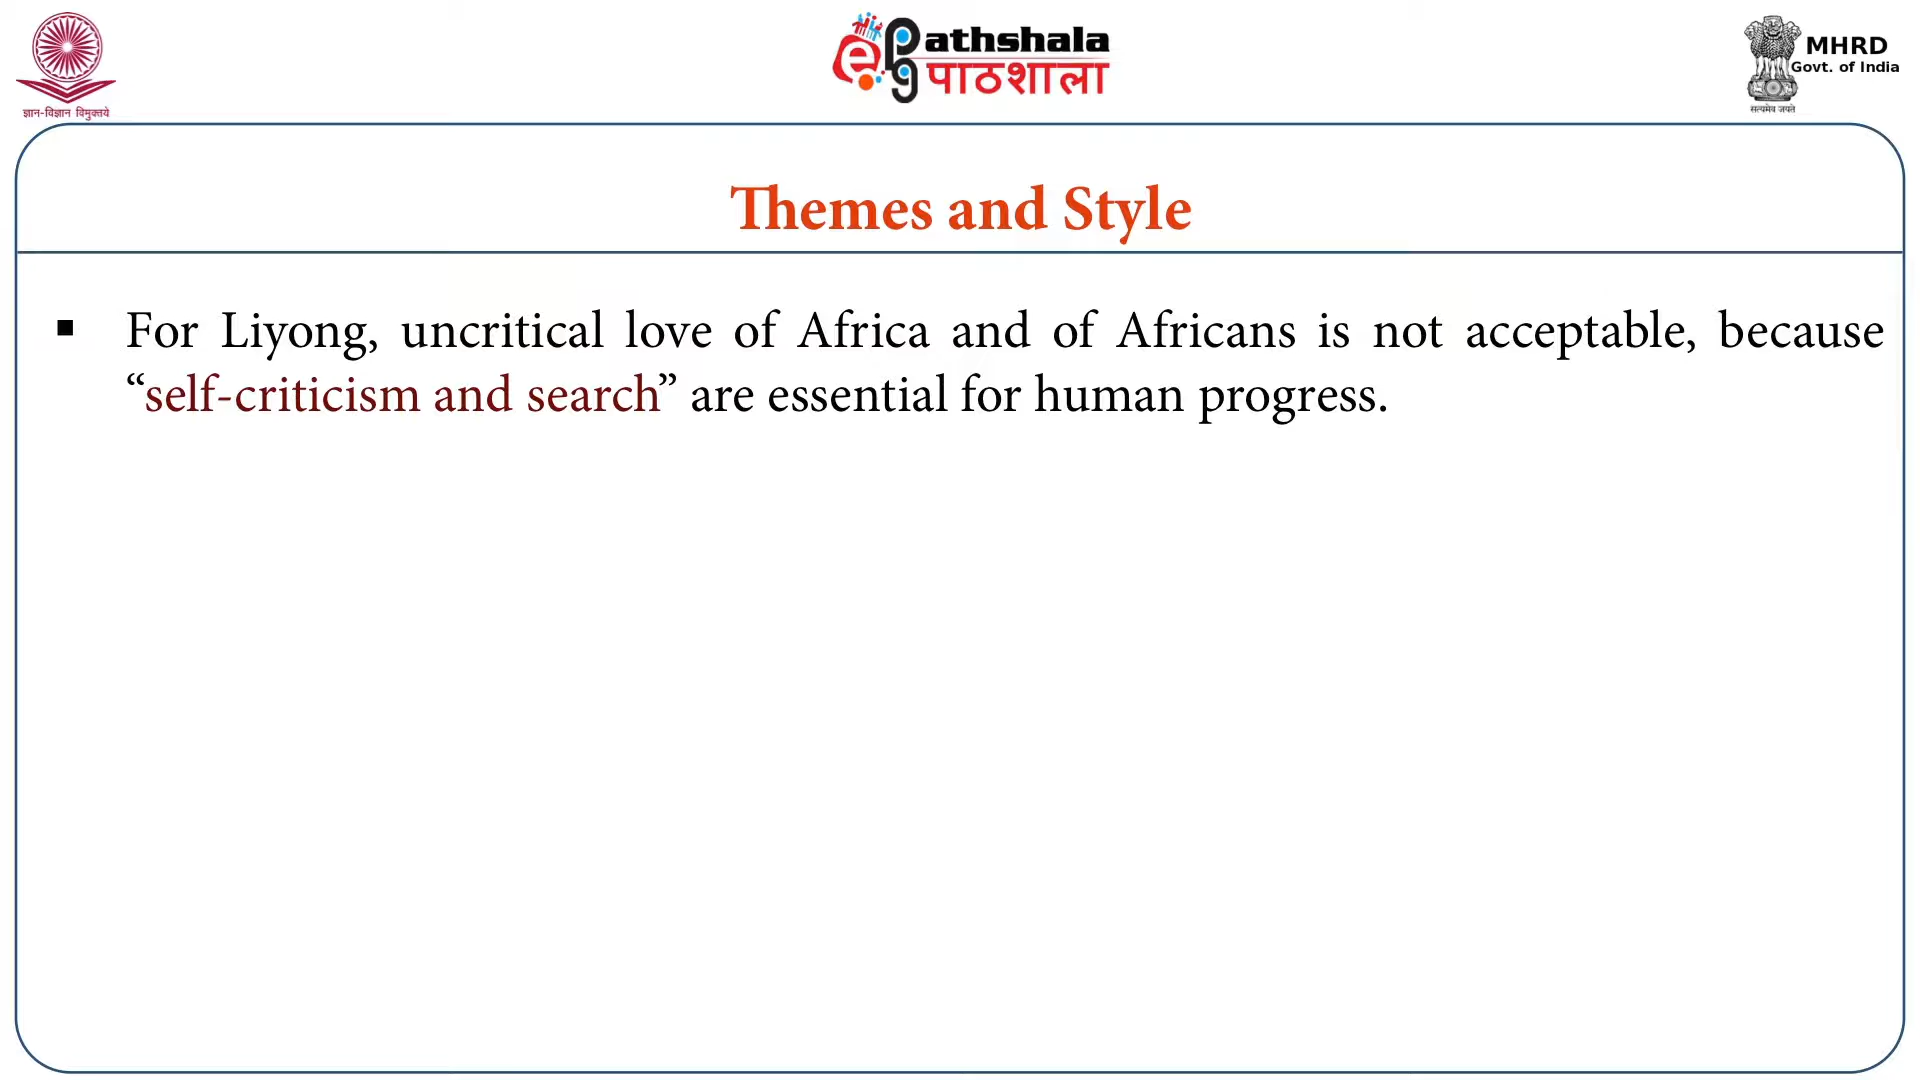 ज्ञान-विज्ञान विमुक्तये
e PG Pathshala
पाठशाला
MHRD
Govt. of India
सत्यमेव जयते
Themes and Style
▪ For Liyong, uncritical love of Africa and of Africans is not acceptable, because
“self-criticism and search” are essential for human progress.